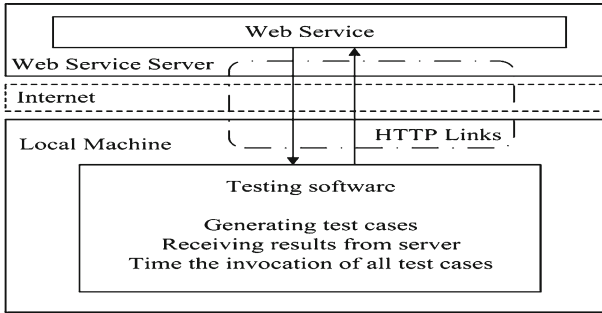 Web Service
Web Service Server
Internet
HTTP Links
Local Machine
Testing softwarc
Generating test cases
Receiving results from server
Time the invocation of all test cases